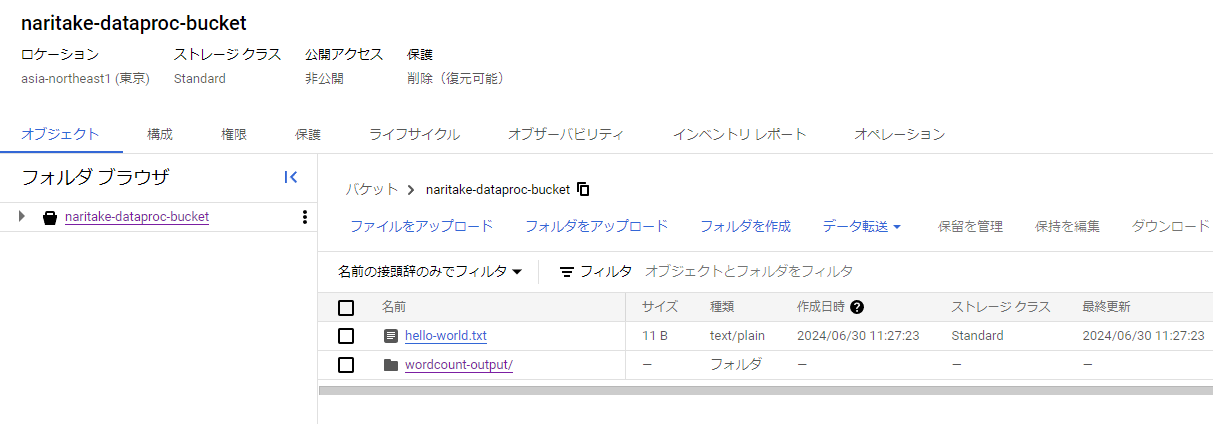 naritake-dataproc-bucket
ロケーション ストレージ クラス 公開アクセス 保護
asia-northeast1 (東京) Standard 非公開 削除（復元可能）
オブジェクト 構成 権限 保護 ライフサイクル オブザーバビリティ インベントリ レポート オペレーション
フォルダ ブラウザ
naritake-dataproc-bucket
バケット > naritake-dataproc-bucket
ファイルをアップロード フォルダをアップロード フォルダを作成 データ転送 保留を管理 保持を編集 ダウンロード
名前の接頭辞のみでフィルタ フィルタ オブジェクトとフォルダをフィルタ
名前 サイズ 種類 作成日時 ストレージ クラス 最終更新
hello-world.txt 11 B text/plain 2024/06/30 11:27:23 Standard 2024/06/30 11:27:23
wordcount-output/ — フォルダ — — —